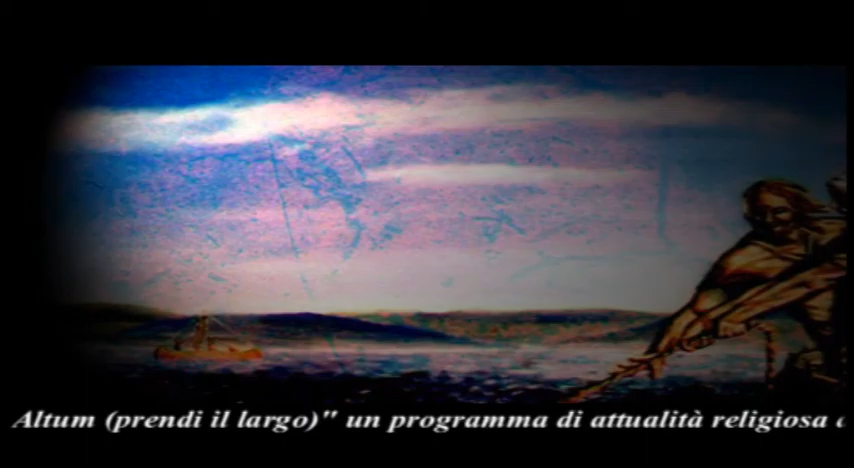 Altum (prendi il largo)" un programma di attualità religiosa